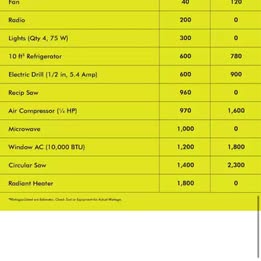 Fan 40 120
Radio 200 0
Lights (Qty 4, 75 W) 300 0
10 ft³ Refrigerator 600 780
Electric Drill (1/2 in, 5.4 Amp) 600 900
Recip Saw 960 0
Air Compressor (¼ HP) 970 1,600
Microwave 1,000 0
Window AC (10,000 BTU) 1,200 1,800
Circular Saw 1,400 2,300
Radiant Heater 1,800 0
*Wattages Listed are Estimates. Check Tool or Equipment for Actual Wattage.